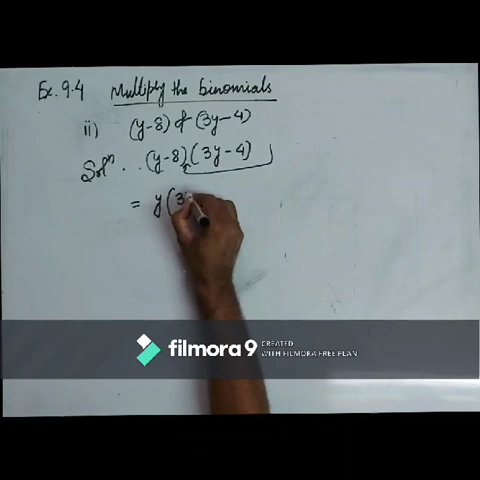 Ex. 9.4 Multiply the binomials
ii) (y-8) & (3y-4)
Solⁿ . . (y-8)(3y-4)
= y(3
filmora 9 CREATED
WITH FILMORA FREE PLAN